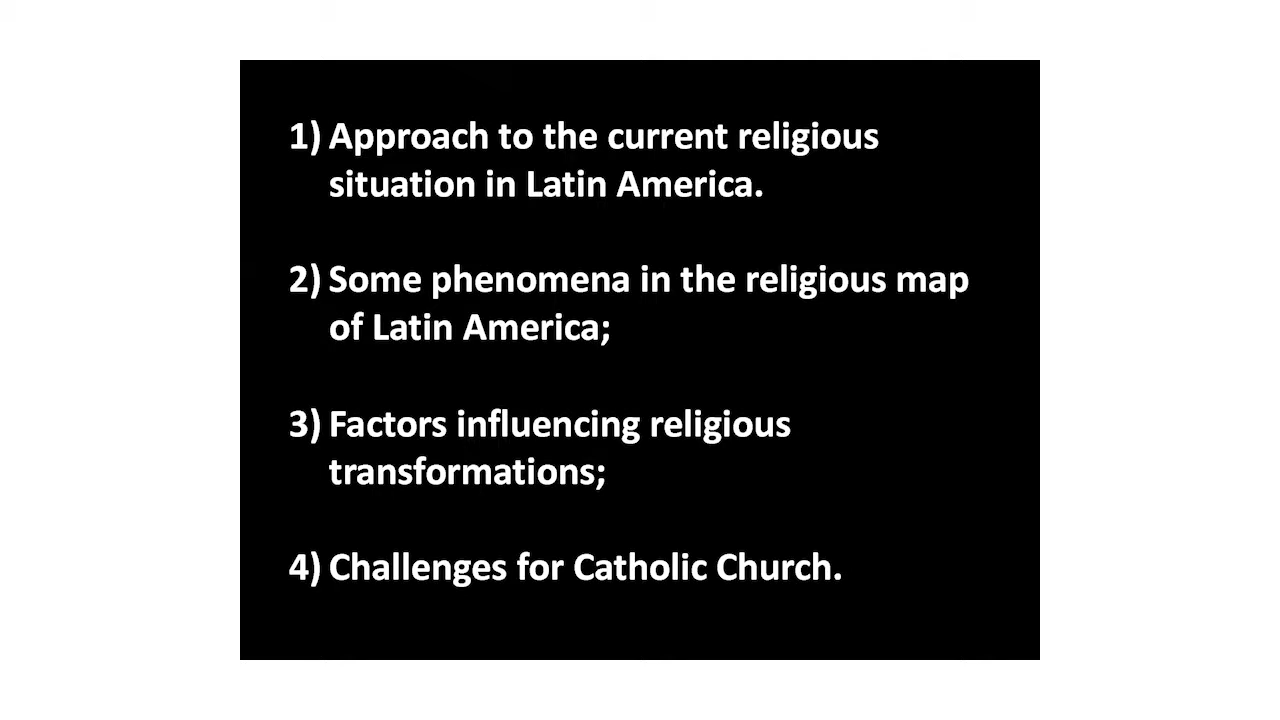 1) Approach to the current religious
situation in Latin America.
2) Some phenomena in the religious map
of Latin America;
3) Factors influencing religious
transformations;
4) Challenges for Catholic Church.